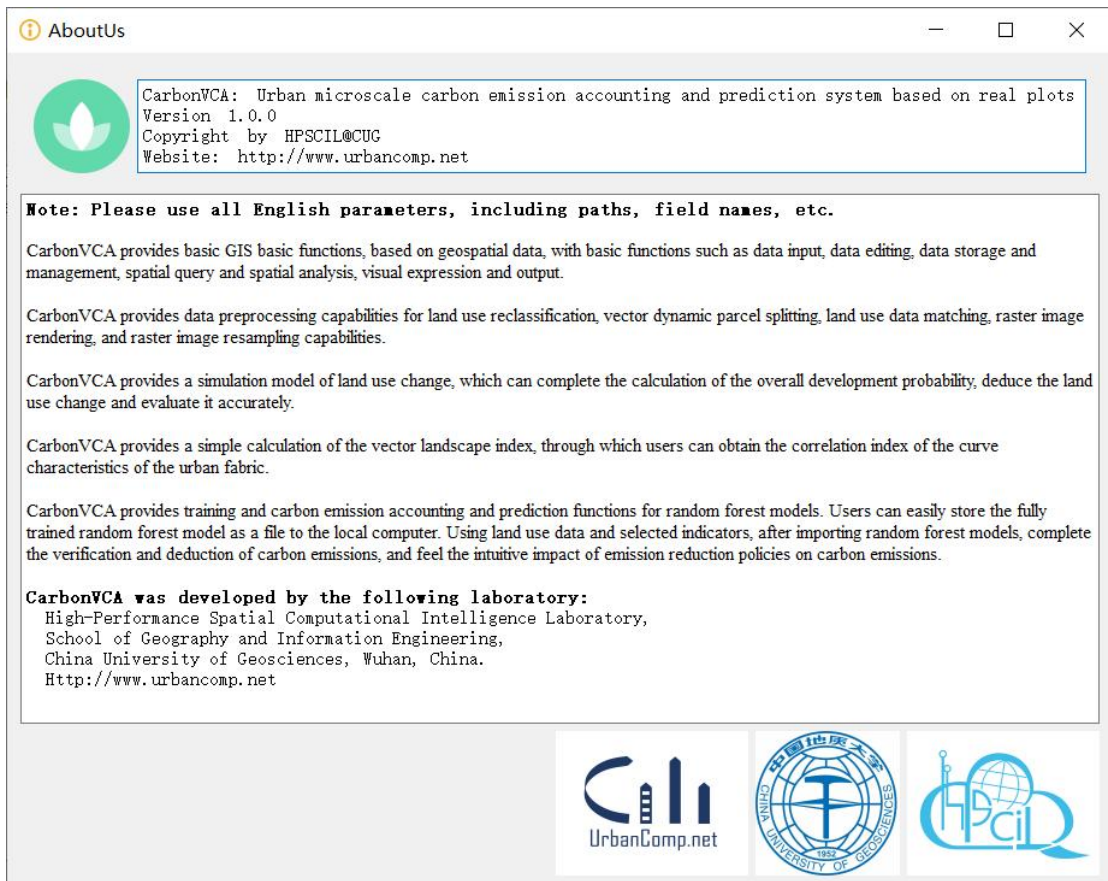 AboutUs
CarbonVCA: Urban microscale carbon emission accounting and prediction system based on real plots
Version 1.0.0
Copyright by HPSCIL@CUG
Website: http://www.urbancomp.net
Note: Please use all English parameters, including paths, field names, etc.
CarbonVCA provides basic GIS basic functions, based on geospatial data, with basic functions such as data input, data editing, data storage and
management, spatial query and spatial analysis, visual expression and output.
CarbonVCA provides data preprocessing capabilities for land use reclassification, vector dynamic parcel splitting, land use data matching, raster image
rendering, and raster image resampling capabilities.
CarbonVCA provides a simulation model of land use change, which can complete the calculation of the overall development probability, deduce the land
use change and evaluate it accurately.
CarbonVCA provides a simple calculation of the vector landscape index, through which users can obtain the correlation index of the curve
characteristics of the urban fabric.
CarbonVCA provides training and carbon emission accounting and prediction functions for random forest models. Users can easily store the fully
trained random forest model as a file to the local computer. Using land use data and selected indicators, after importing random forest models, complete
the verification and deduction of carbon emissions, and feel the intuitive impact of emission reduction policies on carbon emissions.
CarbonVCA was developed by the following laboratory:
High-Performance Spatial Computational Intelligence Laboratory,
School of Geography and Information Engineering,
China University of Geosciences, Wuhan, China.
Http://www.urbancomp.net
UrbanComp.net
中国地质大学
CHINA UNIVERSITY OF GEOSCIENCES
1952
HPSCIL